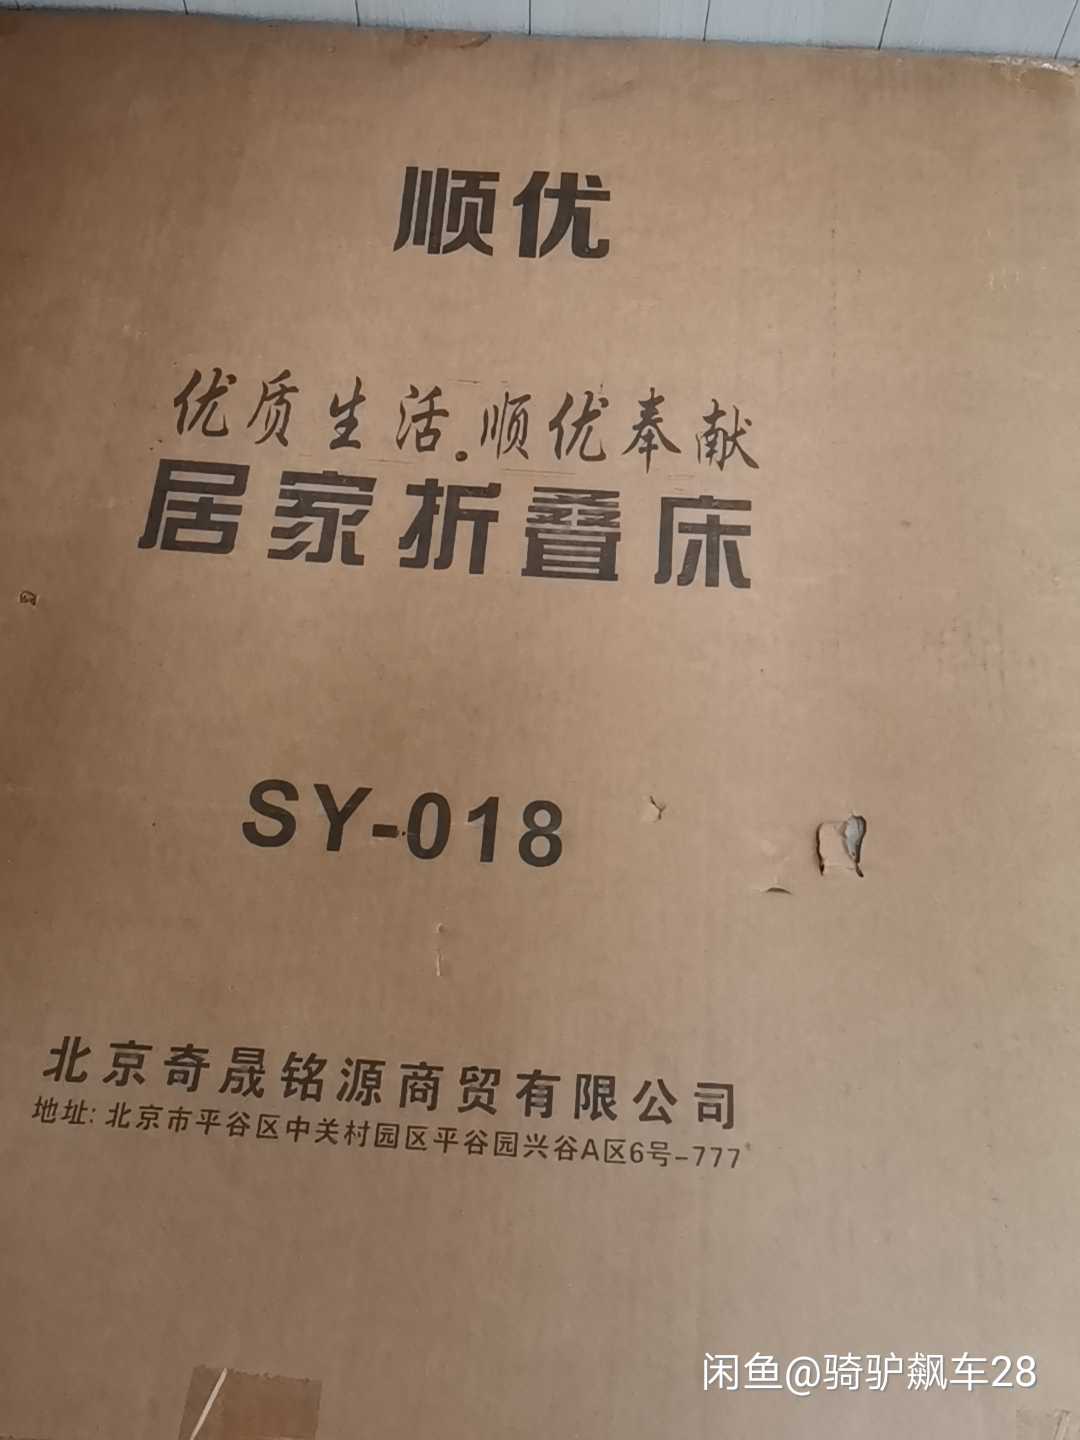 顺优
优质生活.顺优奉献
居家折叠床
SY-018
北京奇晟铭源商贸有限公司
地址: 北京市平谷区中关村园区平谷园兴谷A区6号-777
闲鱼@骑驴飙车28